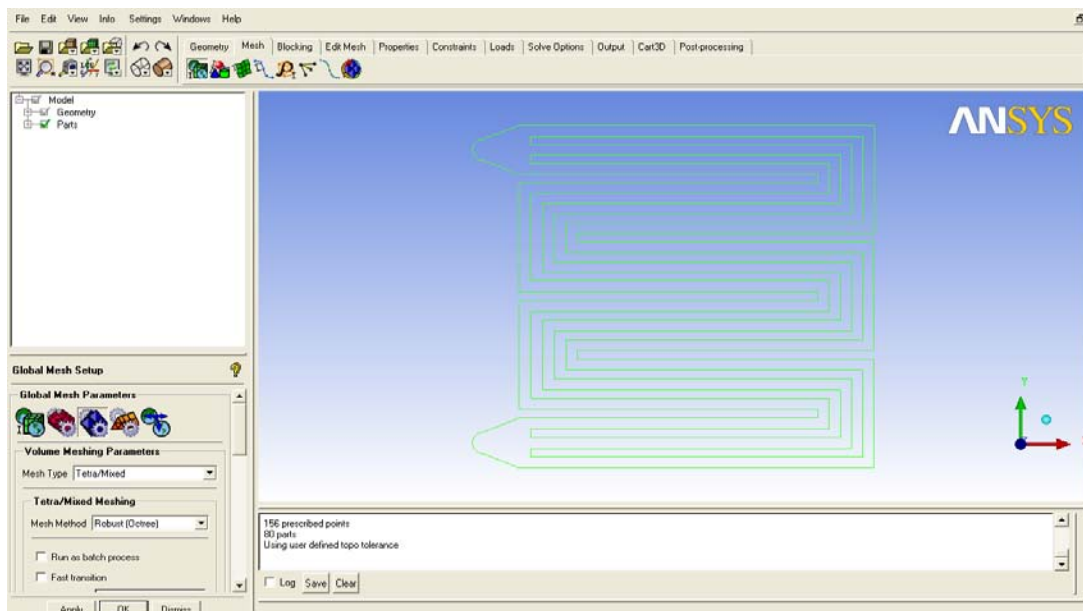 File Edit View Info Settings Windows Help
Geometry Mesh Blocking Edit Mesh Properties Constraints Loads Solve Options Output Cart3D Post-processing
Model
Geometry
Parts
ANSYS
Global Mesh Setup
Global Mesh Parameters
Volume Meshing Parameters
Mesh Type Tetra/Mixed
Tetra/Mixed Meshing
Mesh Method Robust (Octree)
Run as batch process
Fast transition
Apply OK Dismiss
Y
156 prescribed points
80 parts
Using user defined topo tolerance
Log Save Clear